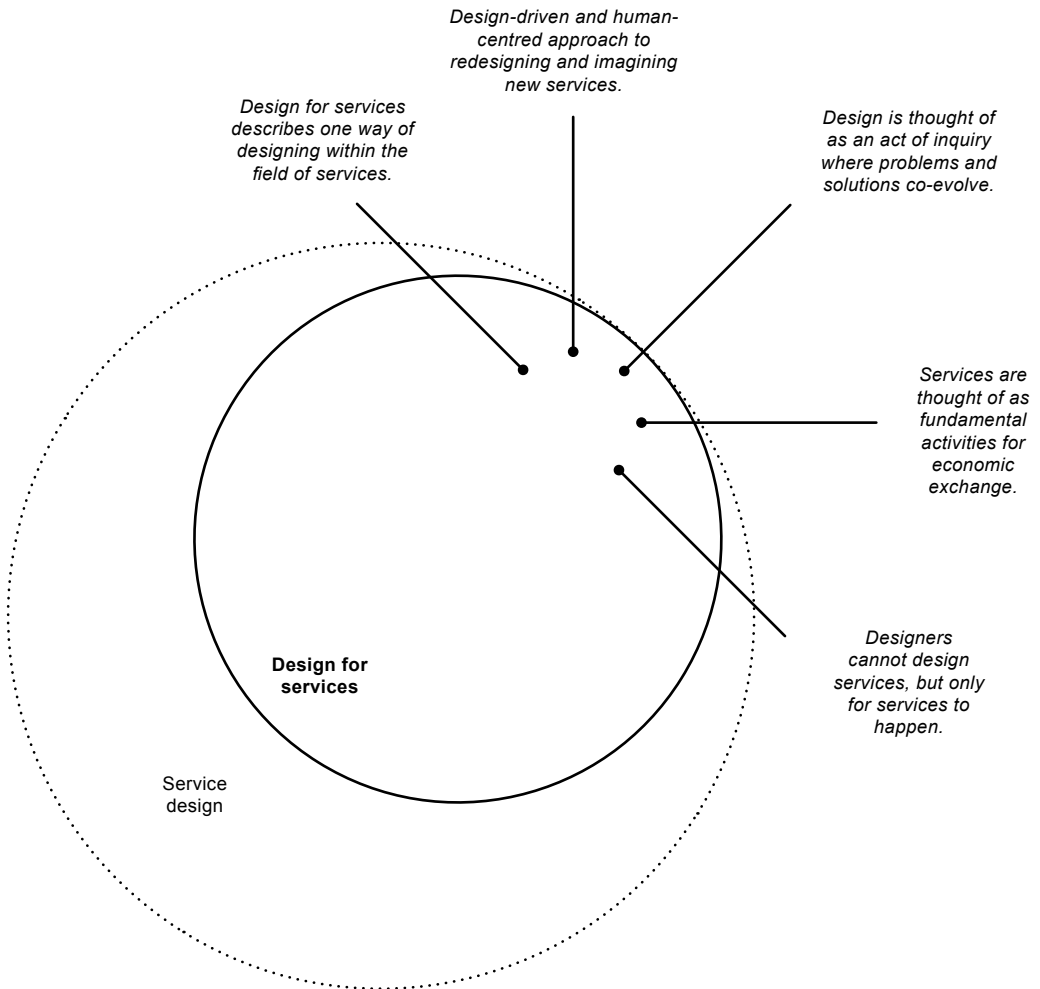 Design-driven and human-
centred approach to
redesigning and imagining
new services.
Design for services
describes one way of
designing within the
field of services.
Design is thought of
as an act of inquiry
where problems and
solutions co-evolve.
Services are
thought of as
fundamental
activities for
economic
exchange.
Designers
cannot design
services, but only
for services to
happen.
Design for
services
Service
design